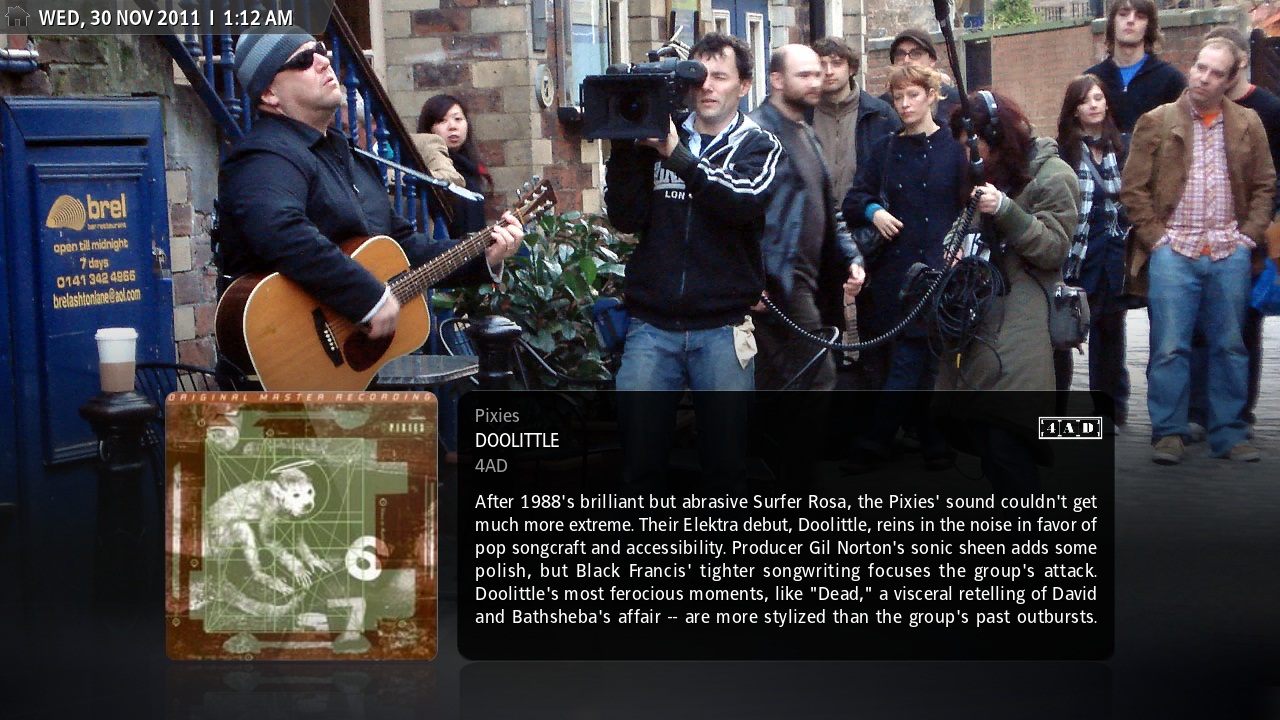 WED, 30 NOV 2011 | 1:12 AM
brel
bar restaurant
open till midnight
7 days
0141 342 4966
brelashtonlane@aol.com
LON
ORIGINAL MASTER RECORDING
PIXIES
6
7
Pixies
DOOLITTLE
4AD
4AD
After 1988's brilliant but abrasive Surfer Rosa, the Pixies' sound couldn't get
much more extreme. Their Elektra debut, Doolittle, reins in the noise in favor of
pop songcraft and accessibility. Producer Gil Norton's sonic sheen adds some
polish, but Black Francis' tighter songwriting focuses the group's attack.
Doolittle's most ferocious moments, like "Dead," a visceral retelling of David
and Bathsheba's affair -- are more stylized than the group's past outbursts.